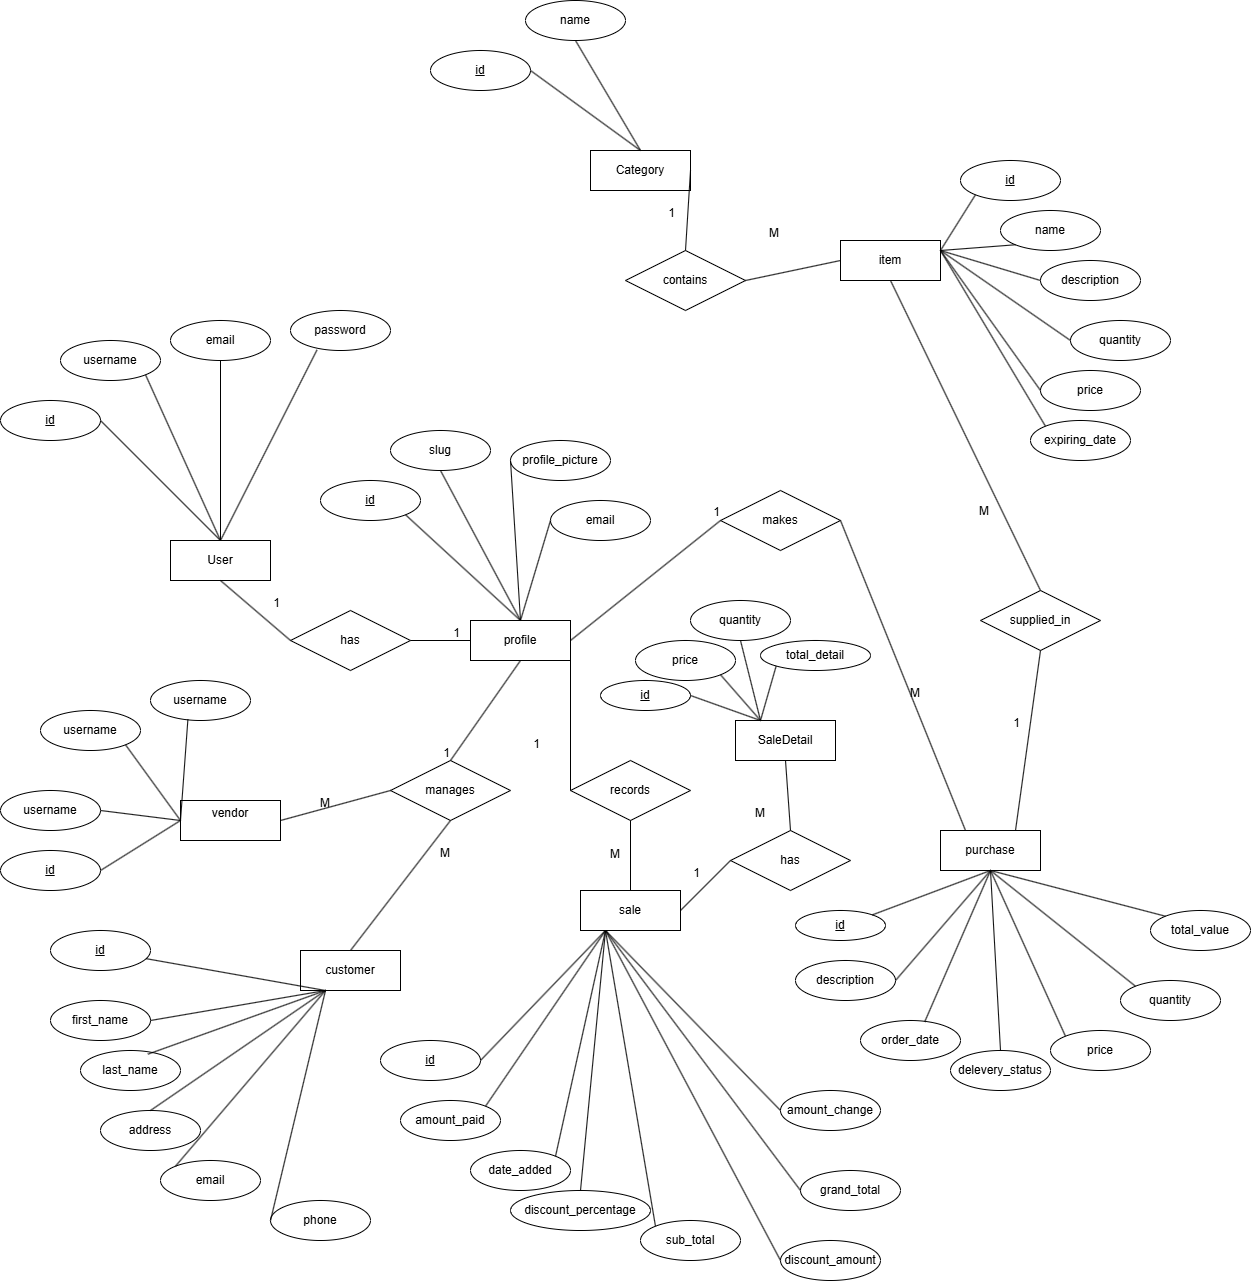 name
id
Category
id
1
name
M
item
contains
description
password
email
quantity
username
price
id
expiring_date
slug
profile_picture
id
M
1
makes
email
User
1
quantity
supplied_in
has
1
profile
total_detail
price
id
M
username
1
username
1
SaleDetail
1
manages
records
M
username
vendor
M
M
M
1
purchase
has
id
1
sale
id
total_value
id
customer
description
quantity
first_name
order_date
price
id
last_name
delevery_status
amount_change
amount_paid
address
date_added
email
grand_total
discount_percentage
phone
sub_total
discount_amount